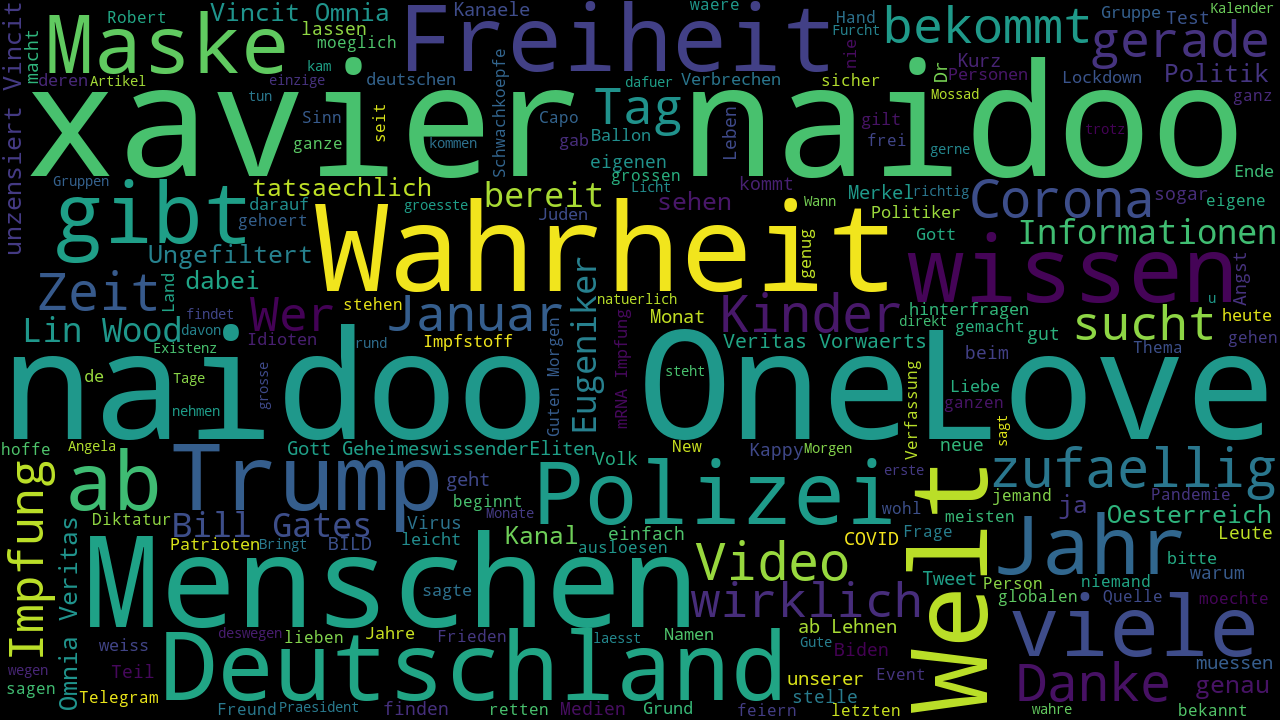 unzensiert Vincit
macht
Robert
Vincit Omnia
Kanaele
waere
Hand
Furcht
Gruppe
Test
Kalender
Maske
lassen
moeglich
Freiheit
nie
bekommt
gerade
deren
Artikel
kam
einzige
deutschen
Schwachkoepfe
dafuer
Verbrechen
sicher
Dr
Kurz
Personen
Lockdown
Politik
ganz
xavier naidoo
tun
Sinn
ganze
seit
kommen
Capo
gab
Ballon
Tag
Leben
gilt
frei
gerne
Mossad
trotz
eigenen
grossen
Licht
Ende
Gruppen
gibt
tatsaechlich
darauf
gehoert
groesste
bereit
Juden
sehen
kommt
Wann
Merkel
richtig
Politiker
Gott
Corona
sogar
eigene
Informationen
Ungefiltert
Wahrheit
genug
wissen
Angst
Zeit
Land
dabei
Wer
stehen
Januar
Eugeniker
natuerlich
Kinder
hinterfragen
direkt
gemacht
gut
sucht
u
heute
gehen
Lin Wood
findet
davon
Idioten
Existenz
rund
Impfstoff
Guten Morgen
mRNA Impfung
Monat
Veritas Vorwaerts
beim
Thema
naidoo
OneLove
de
Tage
nehmen
grosse
steht
Verfassung
Liebe
ganzen
sagt
hoffe
Angela
Gott GeheimeswissenderEliten
Volk
New
Kappy
Morgen
neue
erste
Impfung
ab
Trump
geht
beginnt
Monate
Polizei
wohl
Welt
zufaellig
jemand
ja
Pandemie
meisten
Oesterreich
Diktatur
Bill Gates
Virus
leicht
Kanal
einfach
ausloesen
COVID
Frage
Jahr
Leute
Patrioten
Bringt
BILD
Menschen
sagte
Video
wirklich
Tweet
Person
niemand
bitte
warum
globalen
Quelle
moechte
Omnia Veritas
weiss
deswegen
lieben
Jahre
Frieden
laesst
Namen
ab Lehnen
Gute
Biden
viele
muessen
wegen
sagen
Teil
Telegram
Deutschland
unserer
Event
stelle
Danke
genau
Freund
Praesident
finden
retten
Medien
Grund
feiern
letzten
wahre
bekannt